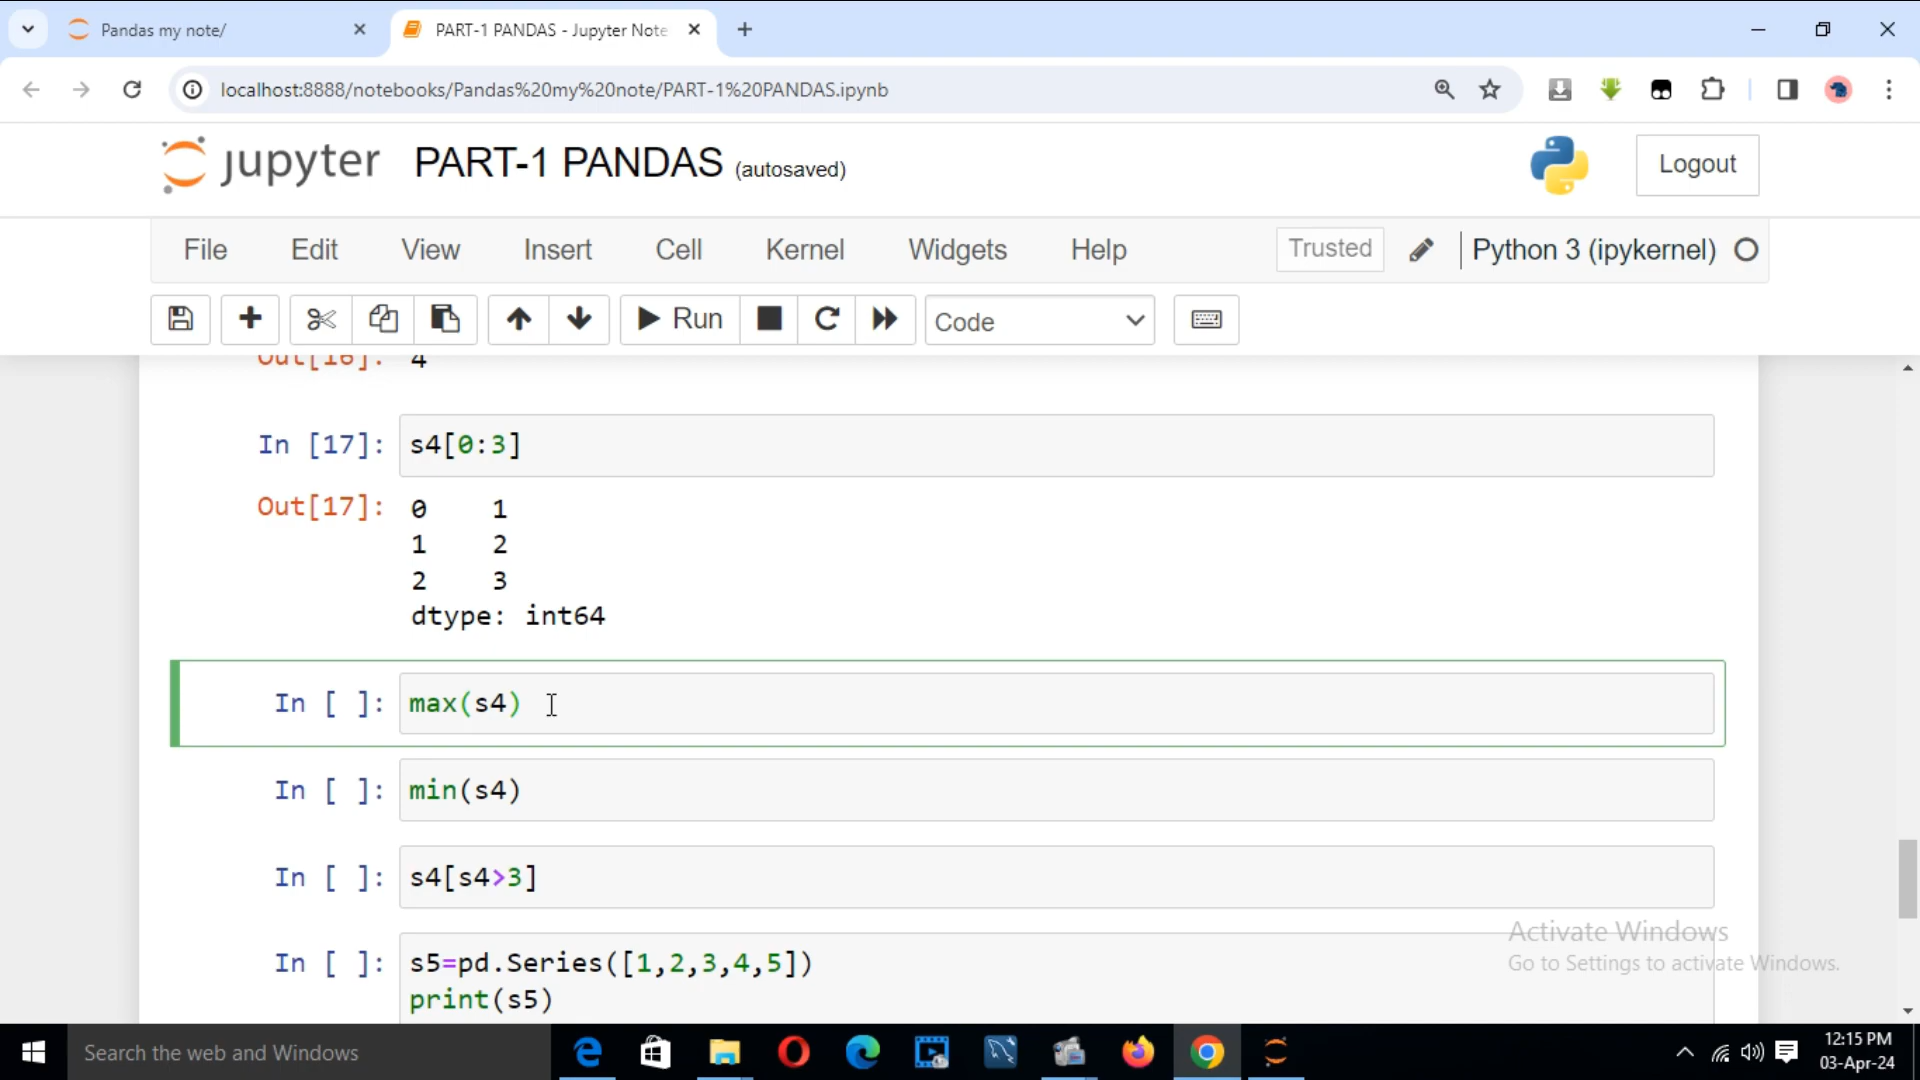 Pandas my note/
PART-1 PANDAS - Jupyter Note
localhost:8888/notebooks/Pandas%20my%20note/PART-1%20PANDAS.ipynb
jupyter PART-1 PANDAS (autosaved)
Logout
File Edit View Insert Cell Kernel Widgets Help
Trusted
Python 3 (ipykernel)
Run
Code
Out[16]: 4
In [17]: s4[0:3]
Out[17]: 0 1
1 2
2 3
dtype: int64
In [ ]: max(s4)
In [ ]: min(s4)
In [ ]: s4[s4>3]
In [ ]: s5=pd.Series([1,2,3,4,5])
print(s5)
Activate Windows
Go to Settings to activate Windows.
Search the web and Windows
12:15 PM
03-Apr-24